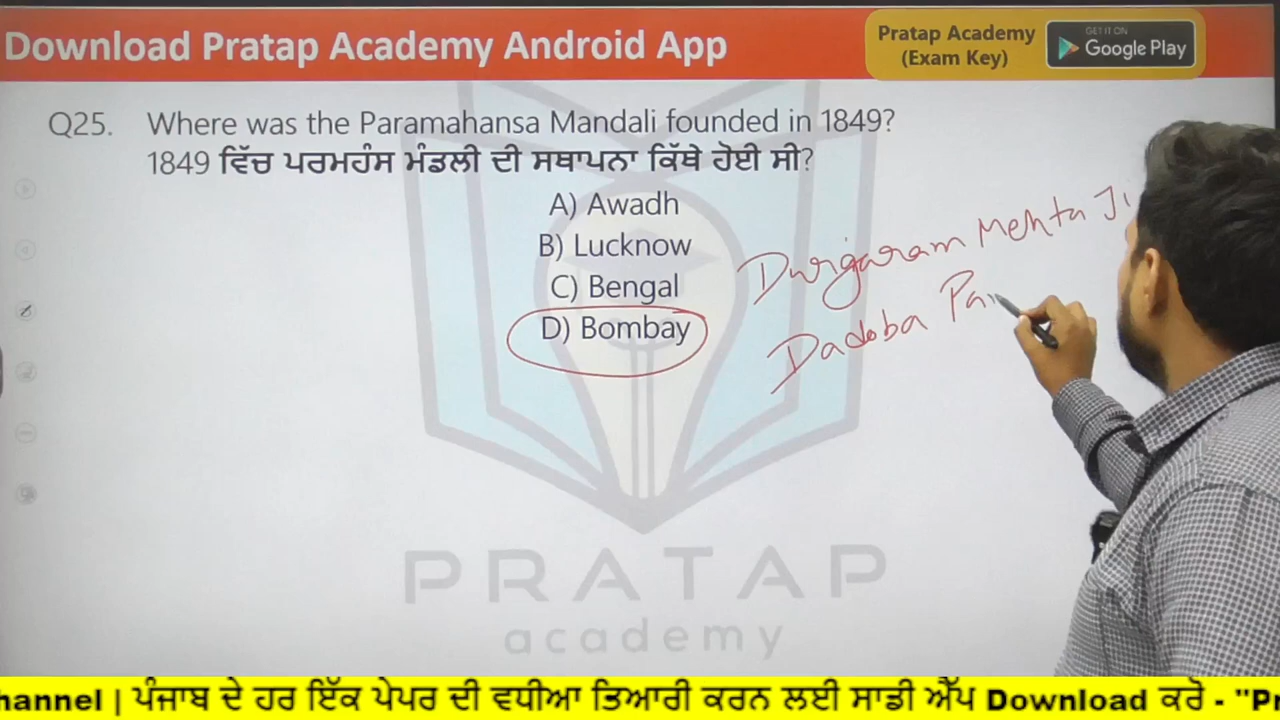 Download Pratap Academy Android App
Pratap Academy
(Exam Key)
GET IT ON
Google Play
Q25. Where was the Paramahansa Mandali founded in 1849?
1849 ਵਿੱਚ ਪਰਮਹੰਸ ਮੰਡਲੀ ਦੀ ਸਥਾਪਨਾ ਕਿੱਥੇ ਹੋਈ ਸੀ?
A) Awadh
B) Lucknow
C) Bengal
D) Bombay
Durgaram Mehta Ji
Dadoba Pan
PRATAP
academy
hannel | ਪੰਜਾਬ ਦੇ ਹਰ ਇੱਕ ਪੇਪਰ ਦੀ ਵਧੀਆ ਤਿਆਰੀ ਕਰਨ ਲਈ ਸਾਡੀ ਐੱਪ Download ਕਰੋ - "Pr